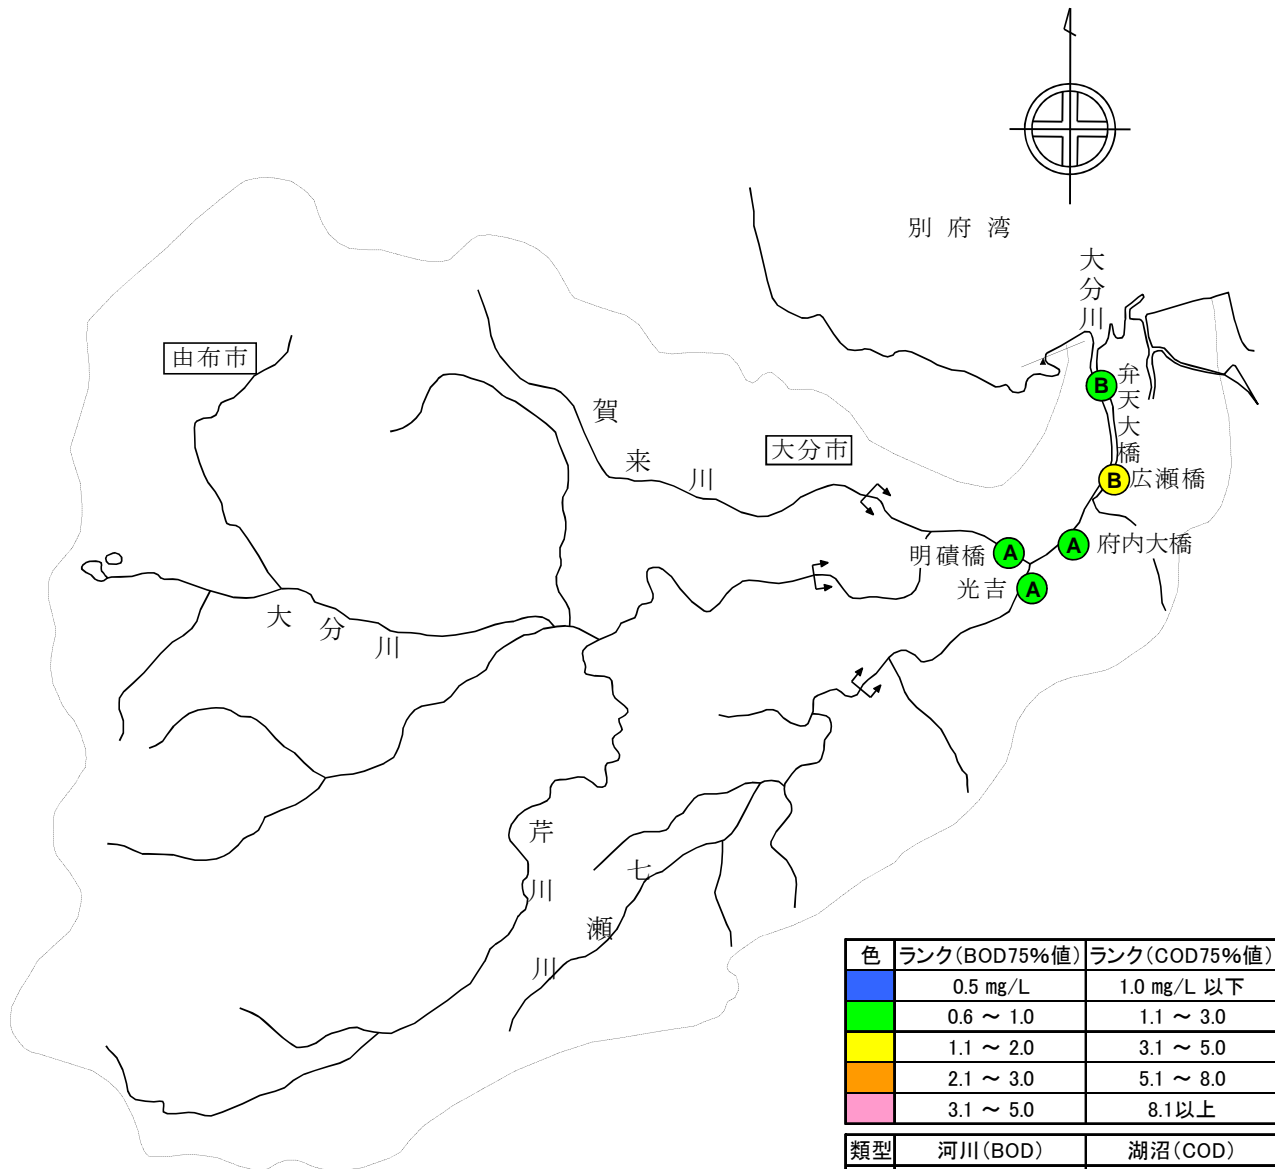 別府湾
大分川
由布市
弁天大橋
B
賀来川
大分市
B
広瀬橋
A
府内大橋
明磧橋
A
光吉
A
大分川
芹川
七瀬川
色 ランク(BOD75%値) ランク(COD75%値)
0.5 mg/L 1.0 mg/L 以下
0.6 ～ 1.0 1.1 ～ 3.0
1.1 ～ 2.0 3.1 ～ 5.0
2.1 ～ 3.0 5.1 ～ 8.0
3.1 ～ 5.0 8.1以上
類型 河川(BOD) 湖沼(COD)